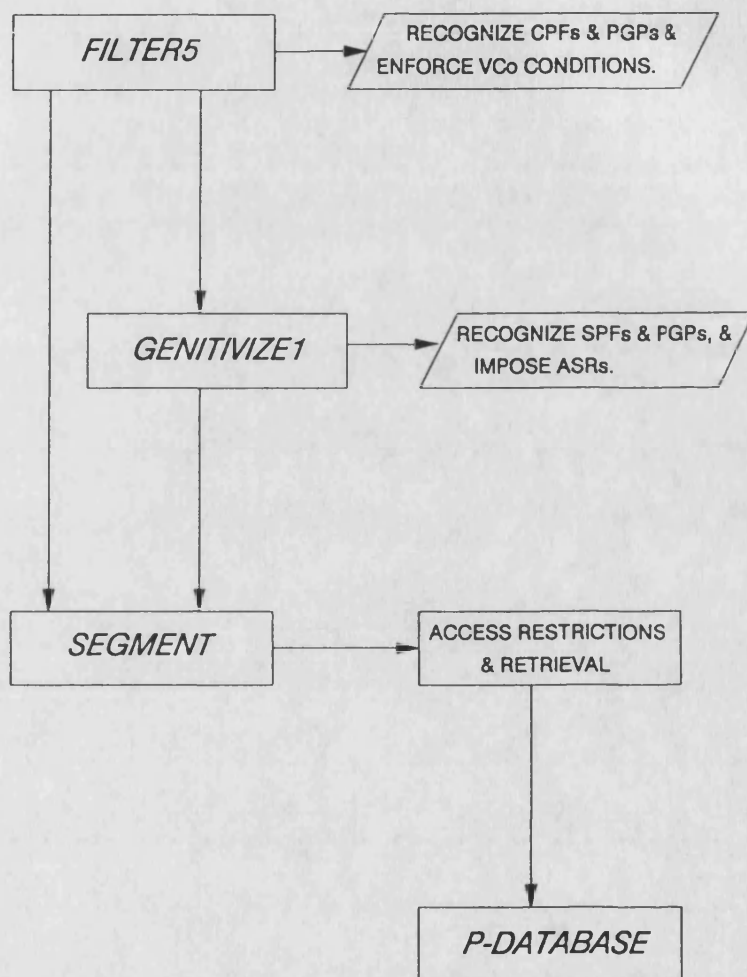 FILTER5
RECOGNIZE CPFs & PGPs &
ENFORCE VCo CONDITIONS.
GENITIVIZE1
RECOGNIZE SPFs & PGPs, &
IMPOSE ASRs.
SEGMENT
ACCESS RESTRICTIONS
& RETRIEVAL
P-DATABASE